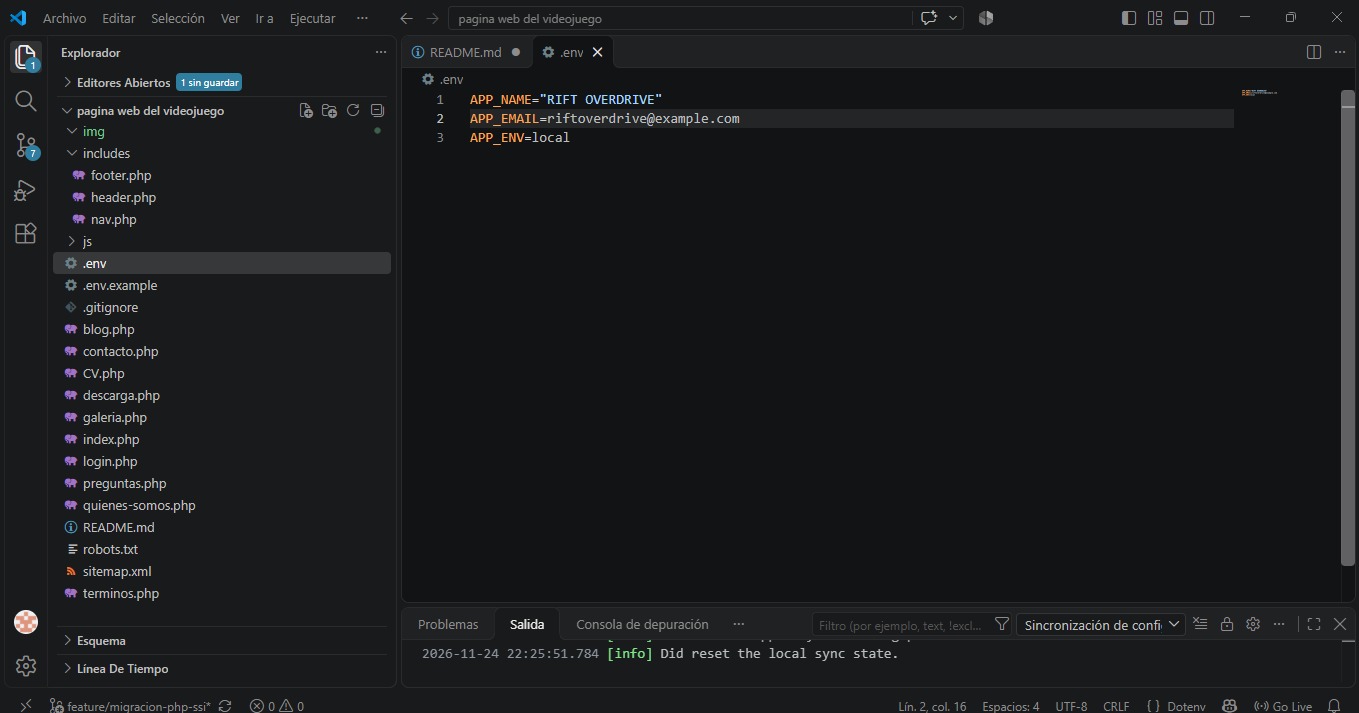 Archivo Editar Selección Ver Ir a Ejecutar ··· pagina web del videojuego
Explorador ···
Editores Abiertos 1 sin guardar
pagina web del videojuego
img
includes
footer.php
header.php
nav.php
js
.env
.env.example
.gitignore
blog.php
contacto.php
CV.php
descarga.php
galeria.php
index.php
login.php
preguntas.php
quienes-somos.php
README.md
robots.txt
sitemap.xml
terminos.php
Esquema
Línea De Tiempo
1
7
README.md ● .env
.env
1 APP_NAME="RIFT OVERDRIVE"
2 APP_EMAIL=riftoverdrive@example.com
3 APP_ENV=local
Problemas Salida Consola de depuración ··· Filtro (por ejemplo, text, !excl... Sincronización de confi
2026-11-24 22:25:51.784 [info] Did reset the local sync state.
feature/migracion-php-ssi* 0 0 Lín. 2, col. 16 Espacios: 4 UTF-8 CRLF { } Dotenv Go Live